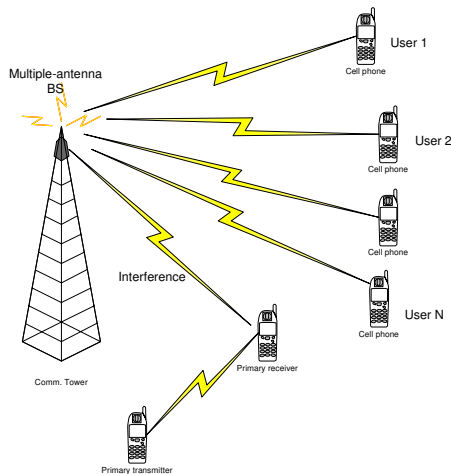 User 1
Cell phone
Multiple-antenna
BS
User 2
Cell phone
Cell phone
Interference
User N
Cell phone
Primary receiver
Comm. Tower
Primary transmitter